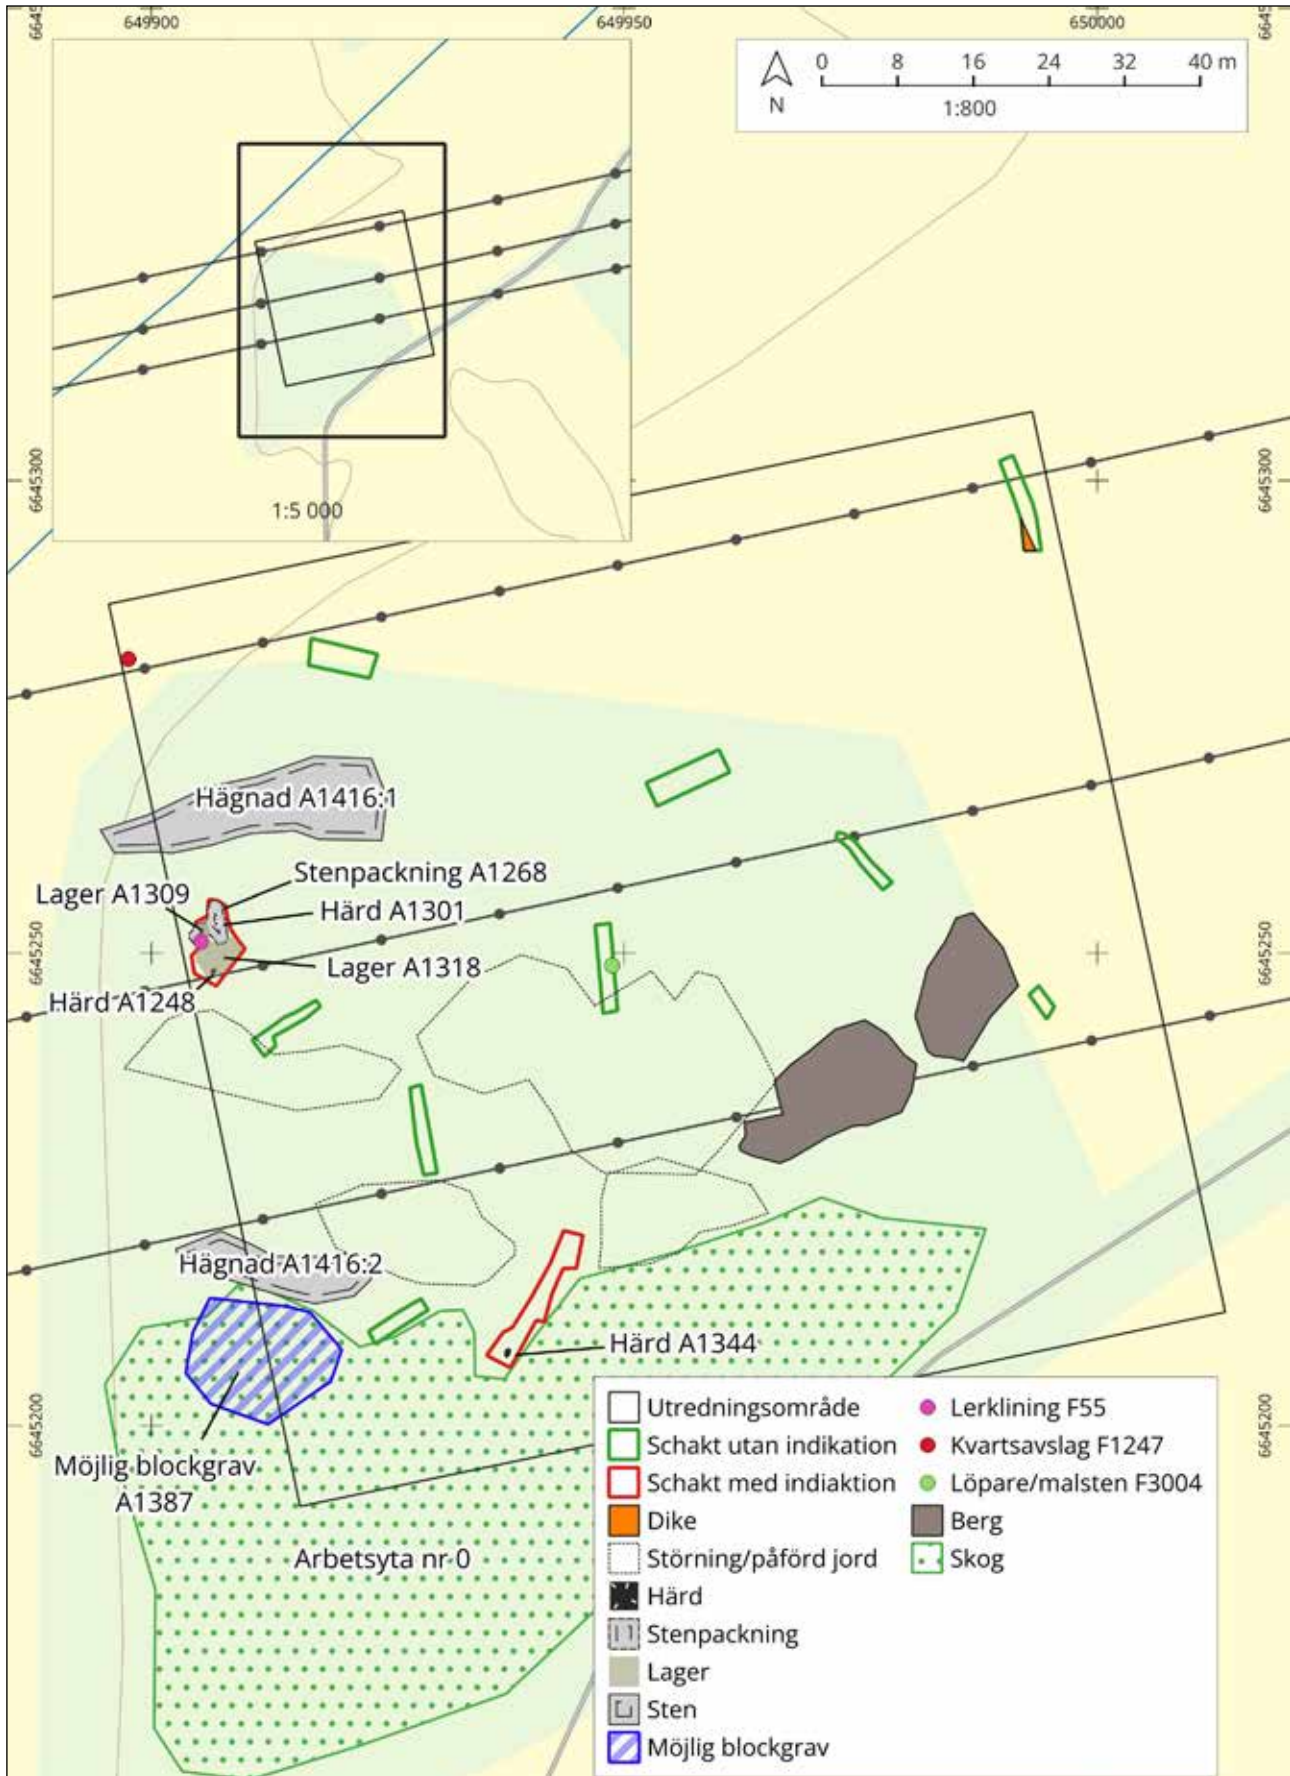 649900
649950
650000
6645
6645
0 8 16 24 32 40 m
N
1:800
1:5 000
6645300
6645300
Hägnad A1416:1
Stenpackning A1268
Lager A1309
Härd A1301
Lager A1318
Härd A1248
6645250
6645250
Hägnad A1416:2
Härd A1344
6645200
6645200
Möjlig blockgrav
A1387
Arbetsyta nr 0
Utredningsområde
Schakt utan indikation
Schakt med indiaktion
Dike
Störning/påförd jord
Härd
Stenpackning
Lager
Sten
Möjlig blockgrav
Lerklining F55
Kvartsavslag F1247
Löpare/malsten F3004
Berg
Skog